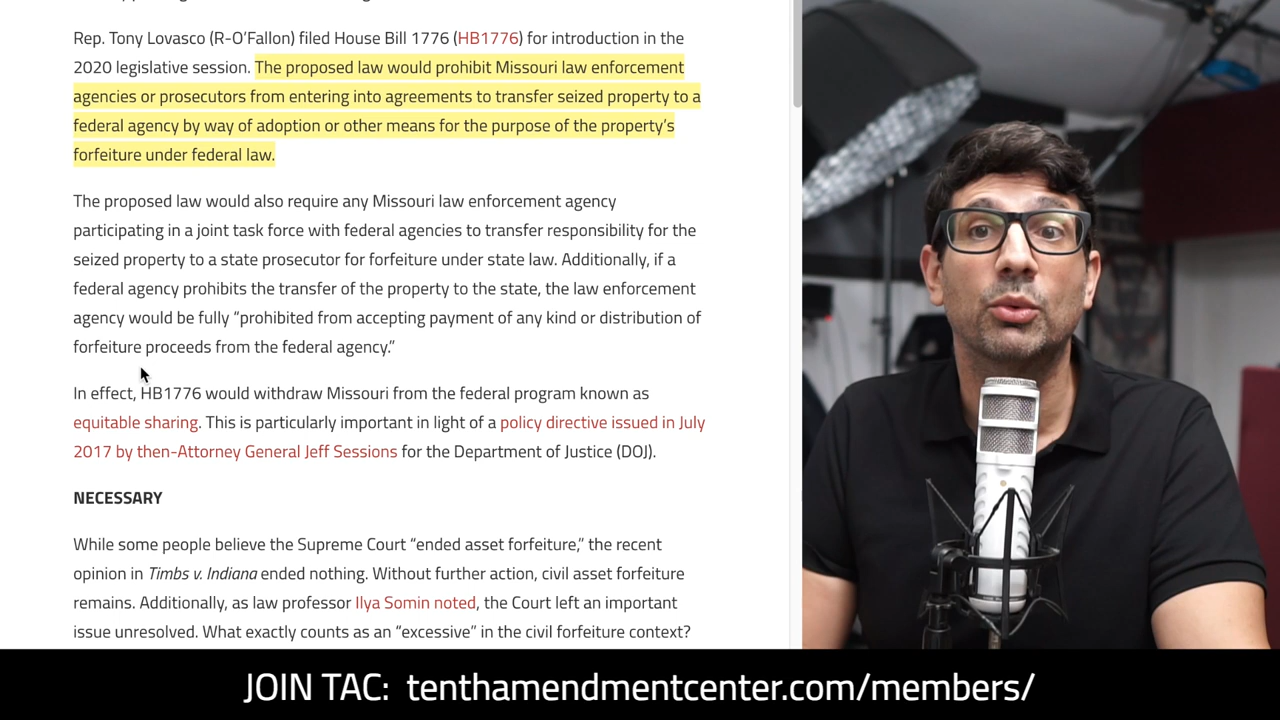 Rep. Tony Lovasco (R-O’Fallon) filed House Bill 1776 (HB1776) for introduction in the
2020 legislative session. The proposed law would prohibit Missouri law enforcement
agencies or prosecutors from entering into agreements to transfer seized property to a
federal agency by way of adoption or other means for the purpose of the property’s
forfeiture under federal law.
The proposed law would also require any Missouri law enforcement agency
participating in a joint task force with federal agencies to transfer responsibility for the
seized property to a state prosecutor for forfeiture under state law. Additionally, if a
federal agency prohibits the transfer of the property to the state, the law enforcement
agency would be fully “prohibited from accepting payment of any kind or distribution of
forfeiture proceeds from the federal agency.”
In effect, HB1776 would withdraw Missouri from the federal program known as
equitable sharing. This is particularly important in light of a policy directive issued in July
2017 by then-Attorney General Jeff Sessions for the Department of Justice (DOJ).
NECESSARY
While some people believe the Supreme Court “ended asset forfeiture,” the recent
opinion in Timbs v. Indiana ended nothing. Without further action, civil asset forfeiture
remains. Additionally, as law professor Ilya Somin noted, the Court left an important
issue unresolved. What exactly counts as an “excessive” in the civil forfeiture context?
JOIN TAC: tenthamendmentcenter.com/members/